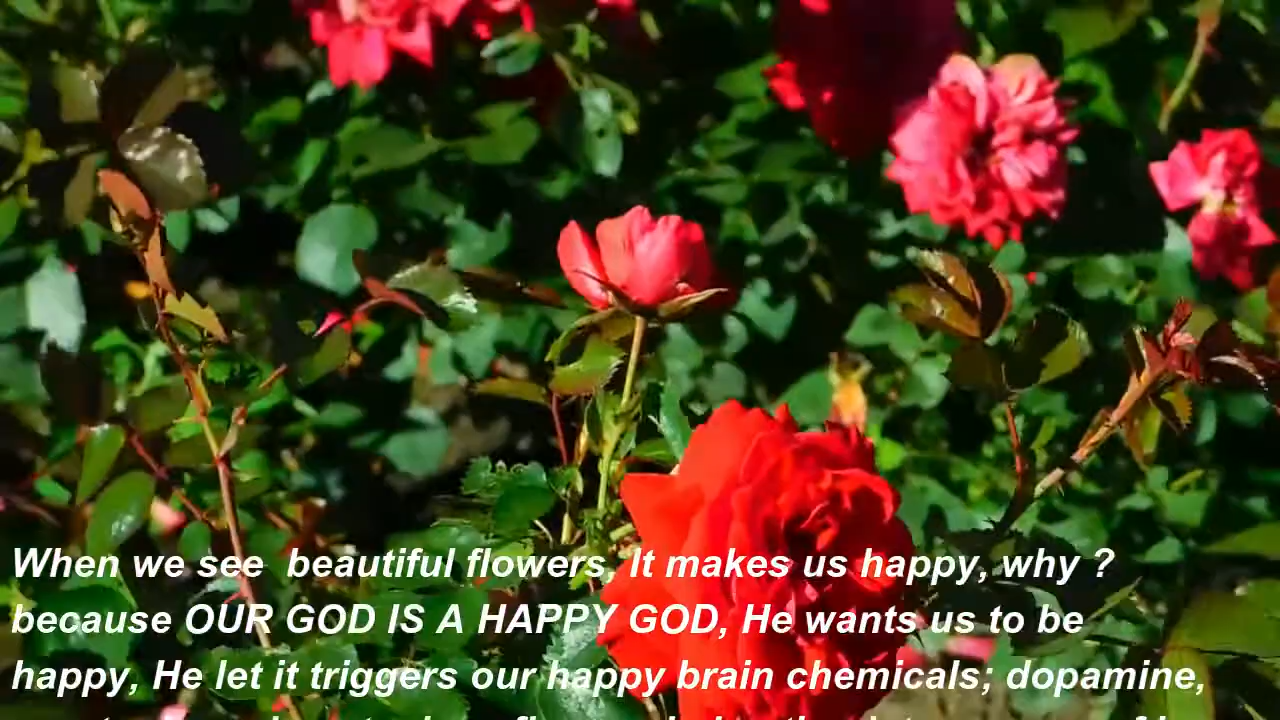 When we see  beautiful flowers, It makes us happy, why ?
because OUR GOD IS A HAPPY GOD, He wants us to be
happy, He let it triggers our happy brain chemicals; dopamine,